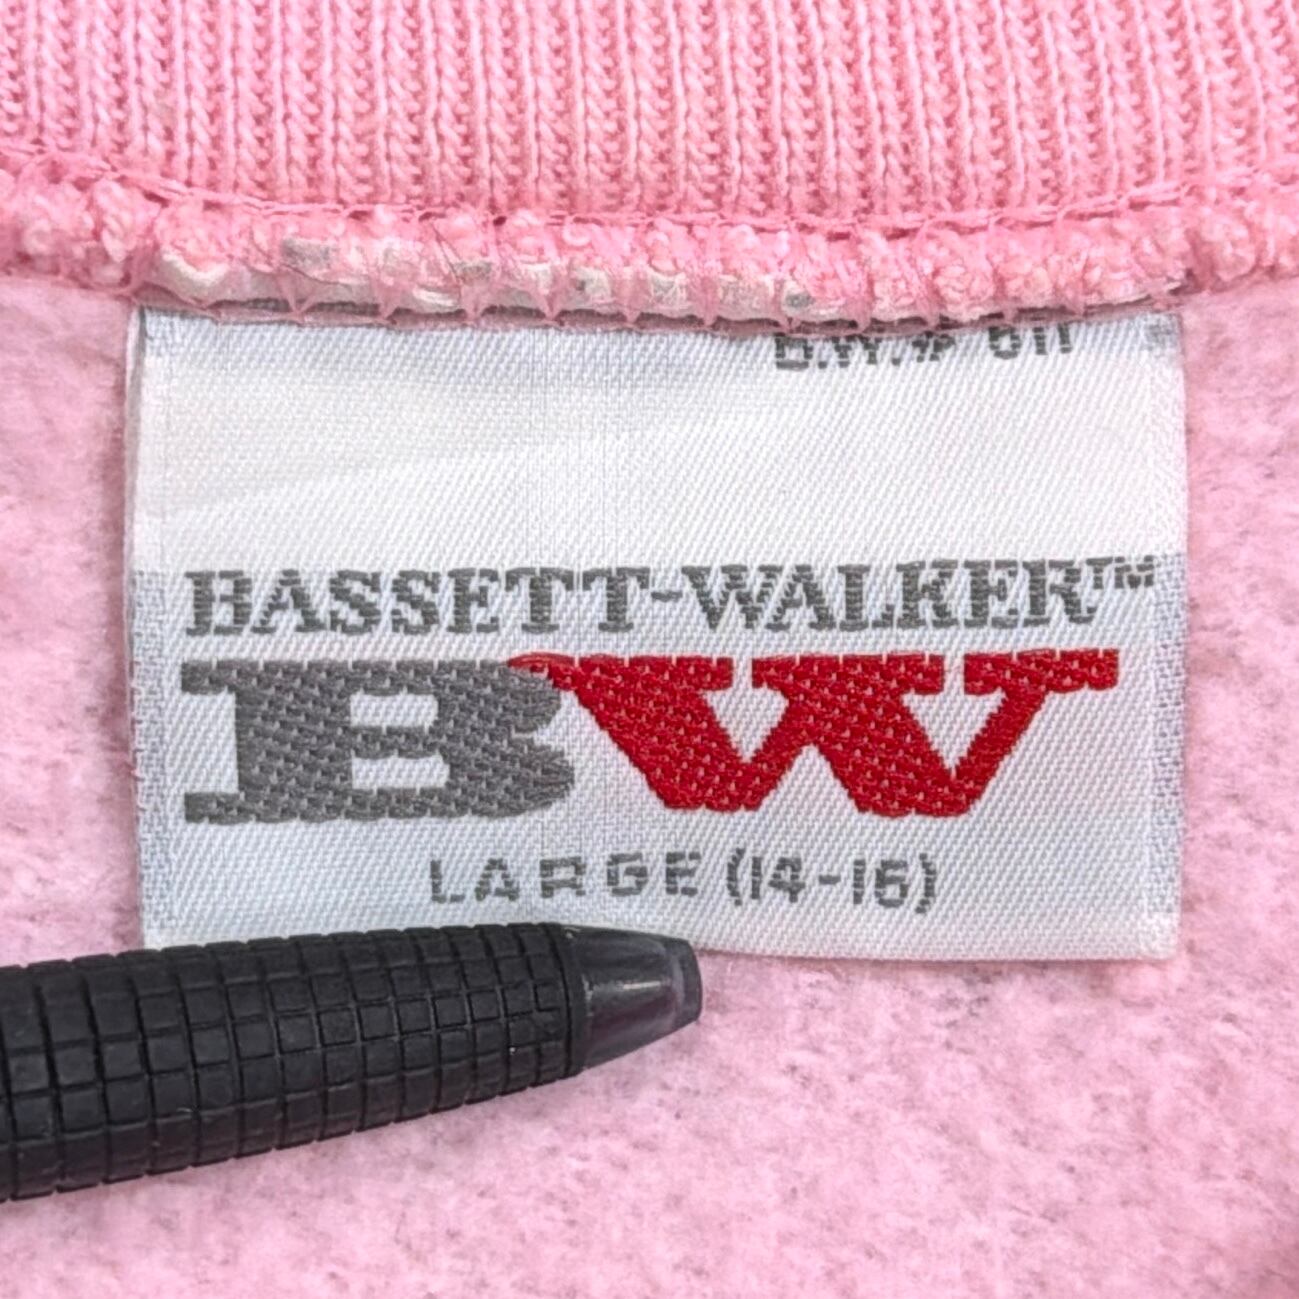 B.W.#
BASSETT-WALKER™
BW
LARGE (14-16)